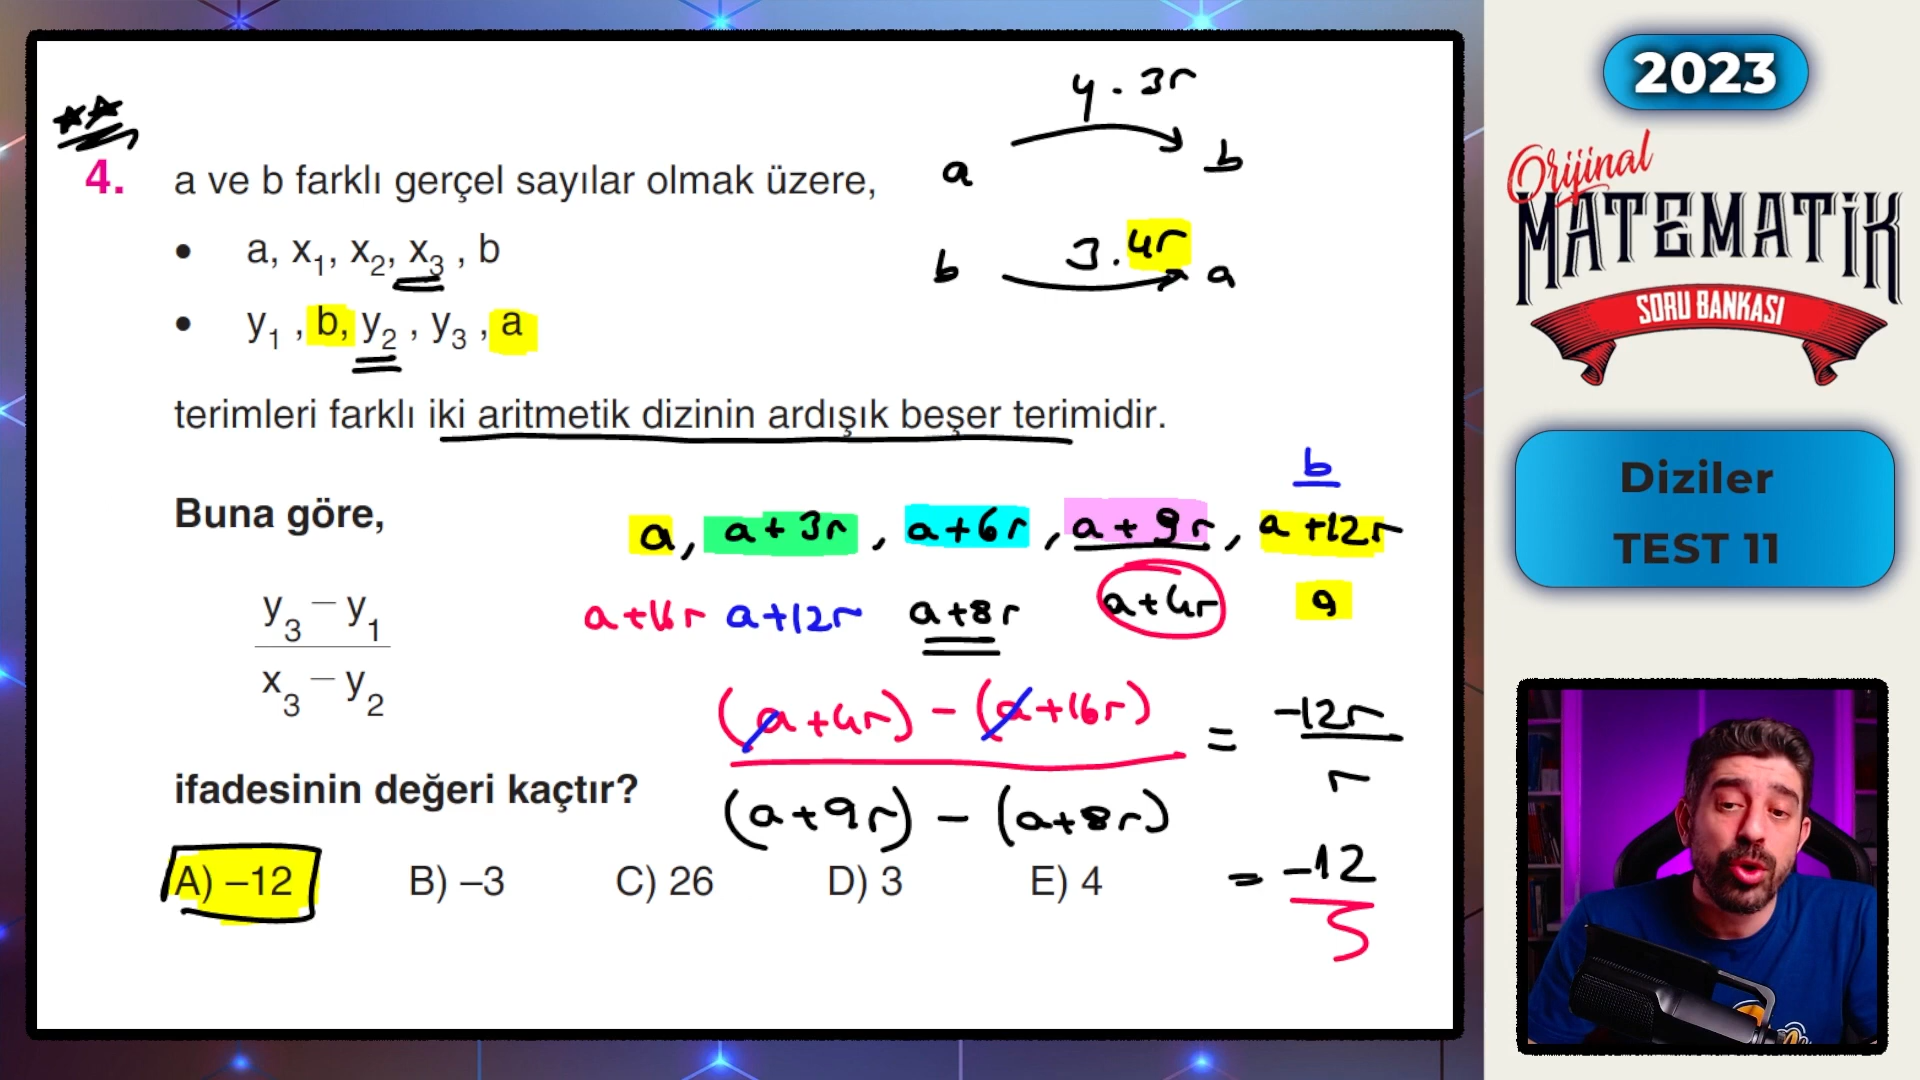 4. a ve b farklı gerçel sayılar olmak üzere,
• a, x₁, x₂, x₃ , b
• y₁ , b, y₂ , y₃ , a
terimleri farklı iki aritmetik dizinin ardışık beşer terimidir.
Buna göre,
y₃ − y₁
x₃ − y₂
ifadesinin değeri kaçtır?
A) –12 B) –3 C) 26 D) 3 E) 4
4 . 3r
a b
3 . 4r
b a
b
a, a+3r , a+6r , a+9r , a+12r
a+16r a+12r a+8r a+4r a
(a+4r) − (a+16r) = -12r
(a+9r) − (a+8r) r
= -12
2023
Orijinal
MATEMATİK
SORU BANKASI
Diziler
TEST 11